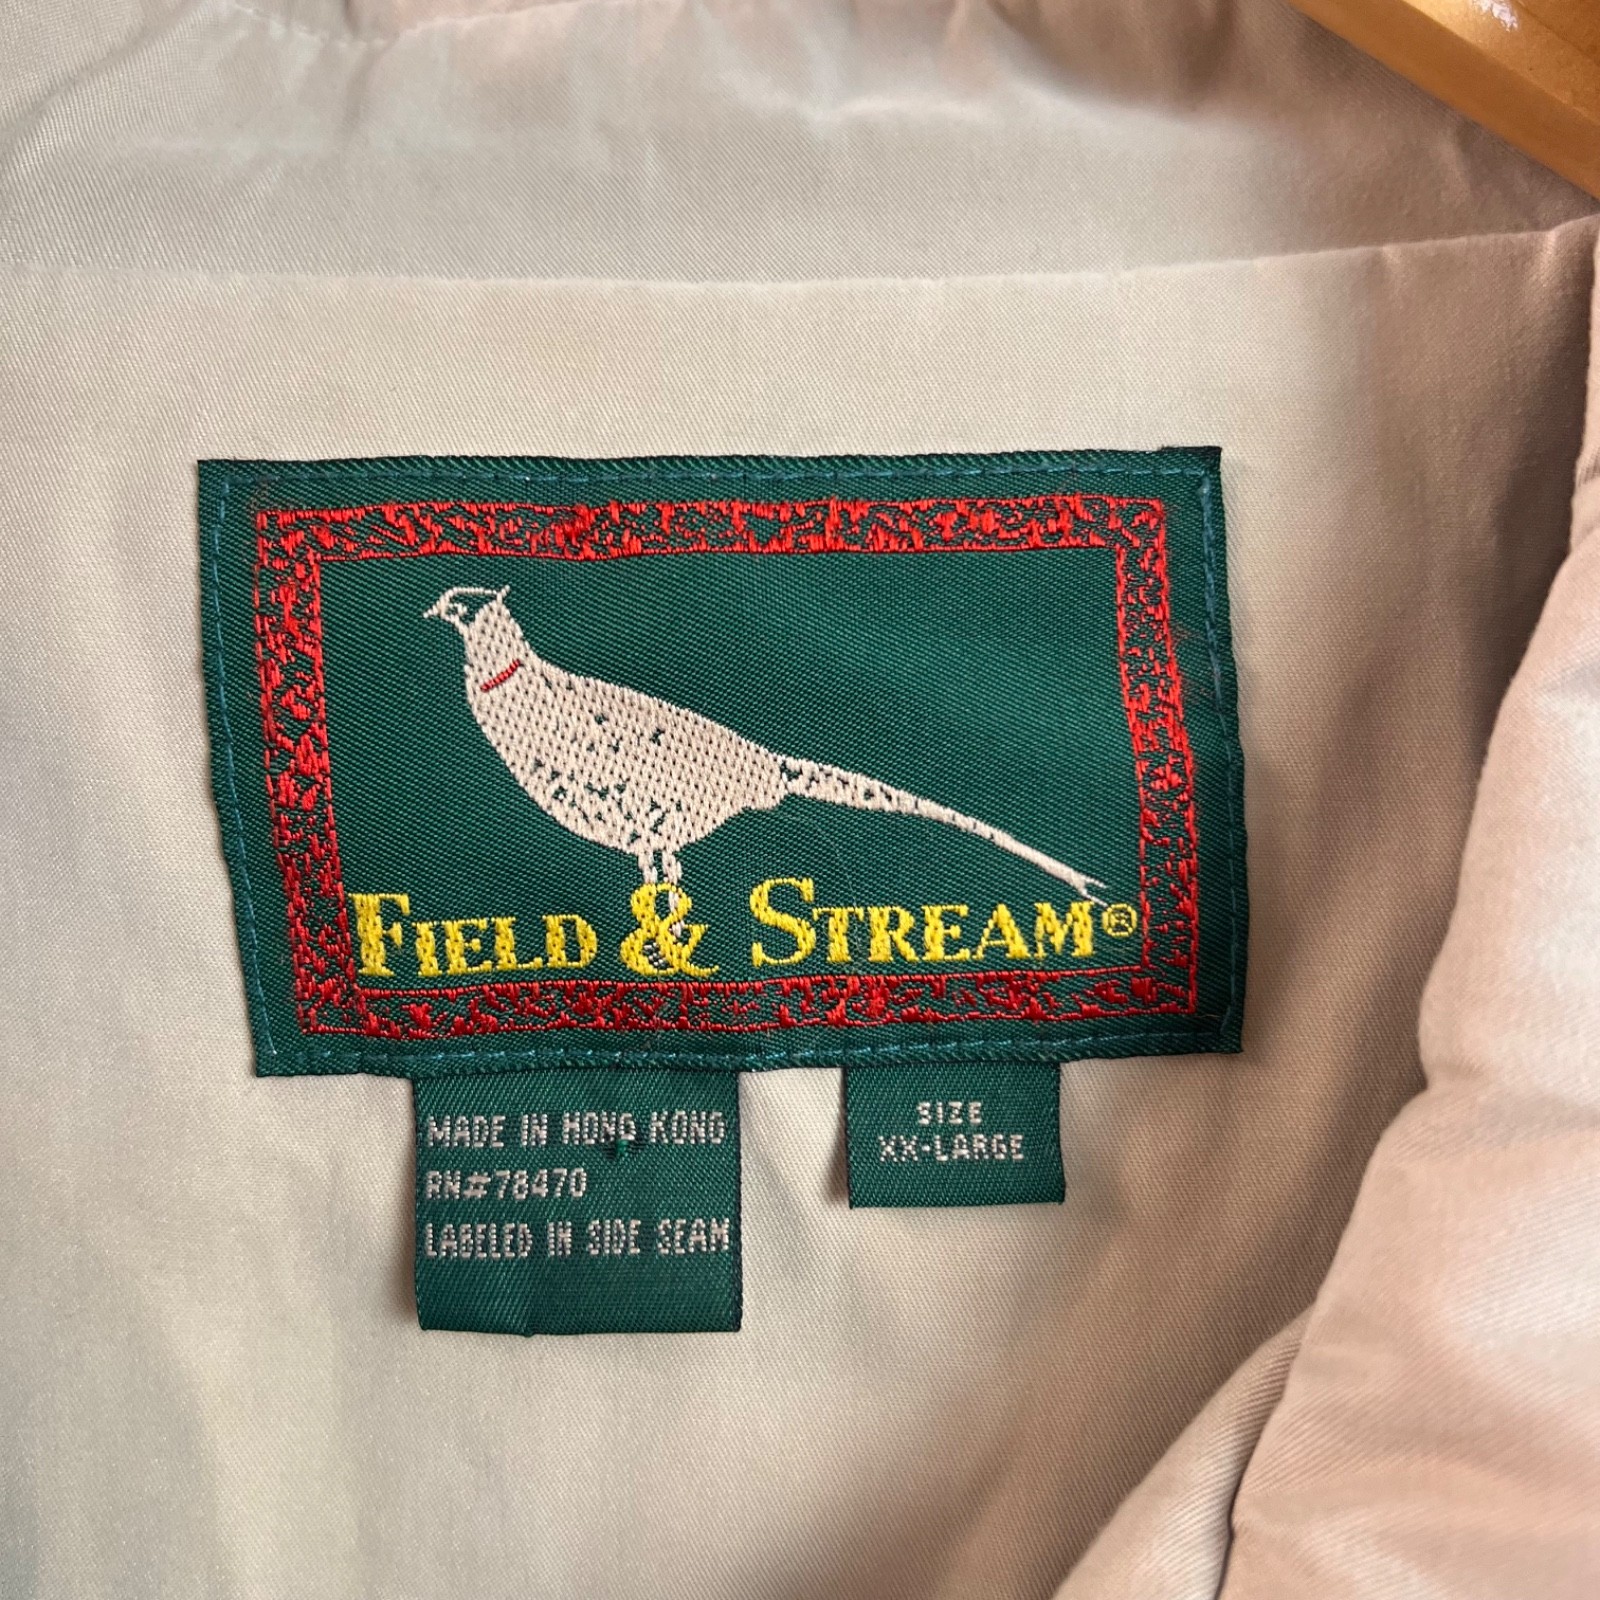 FIELD & STREAM®
MADE IN HONG KONG
RN#78470
LABELED IN SIDE SEAM
SIZE
XX-LARGE